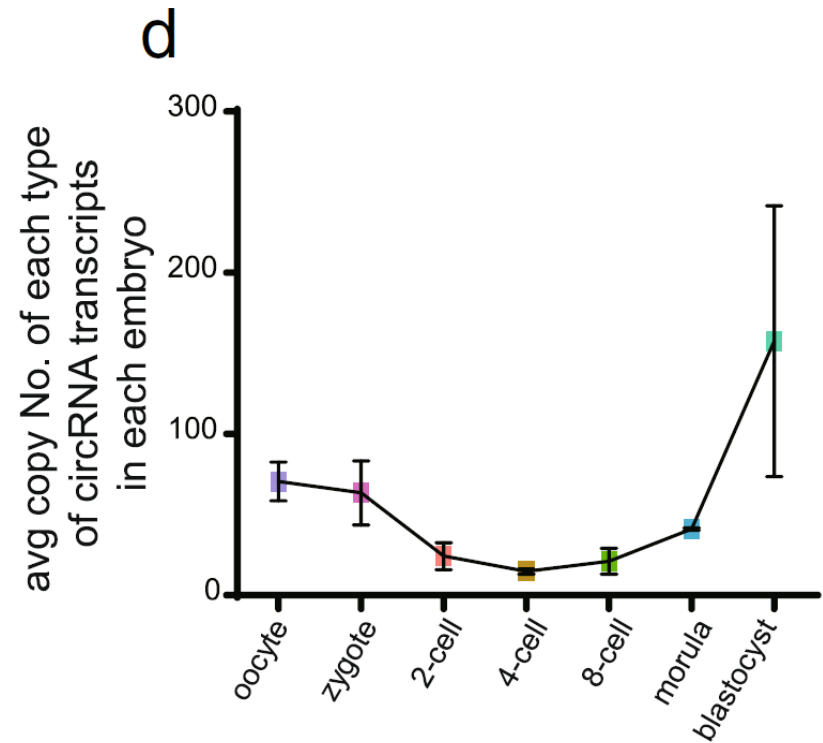 d
avg copy No. of each type
of circRNA transcripts
in each embryo
300
200
100
0
oocyte
zygote
2-cell
4-cell
8-cell
morula
blastocyst